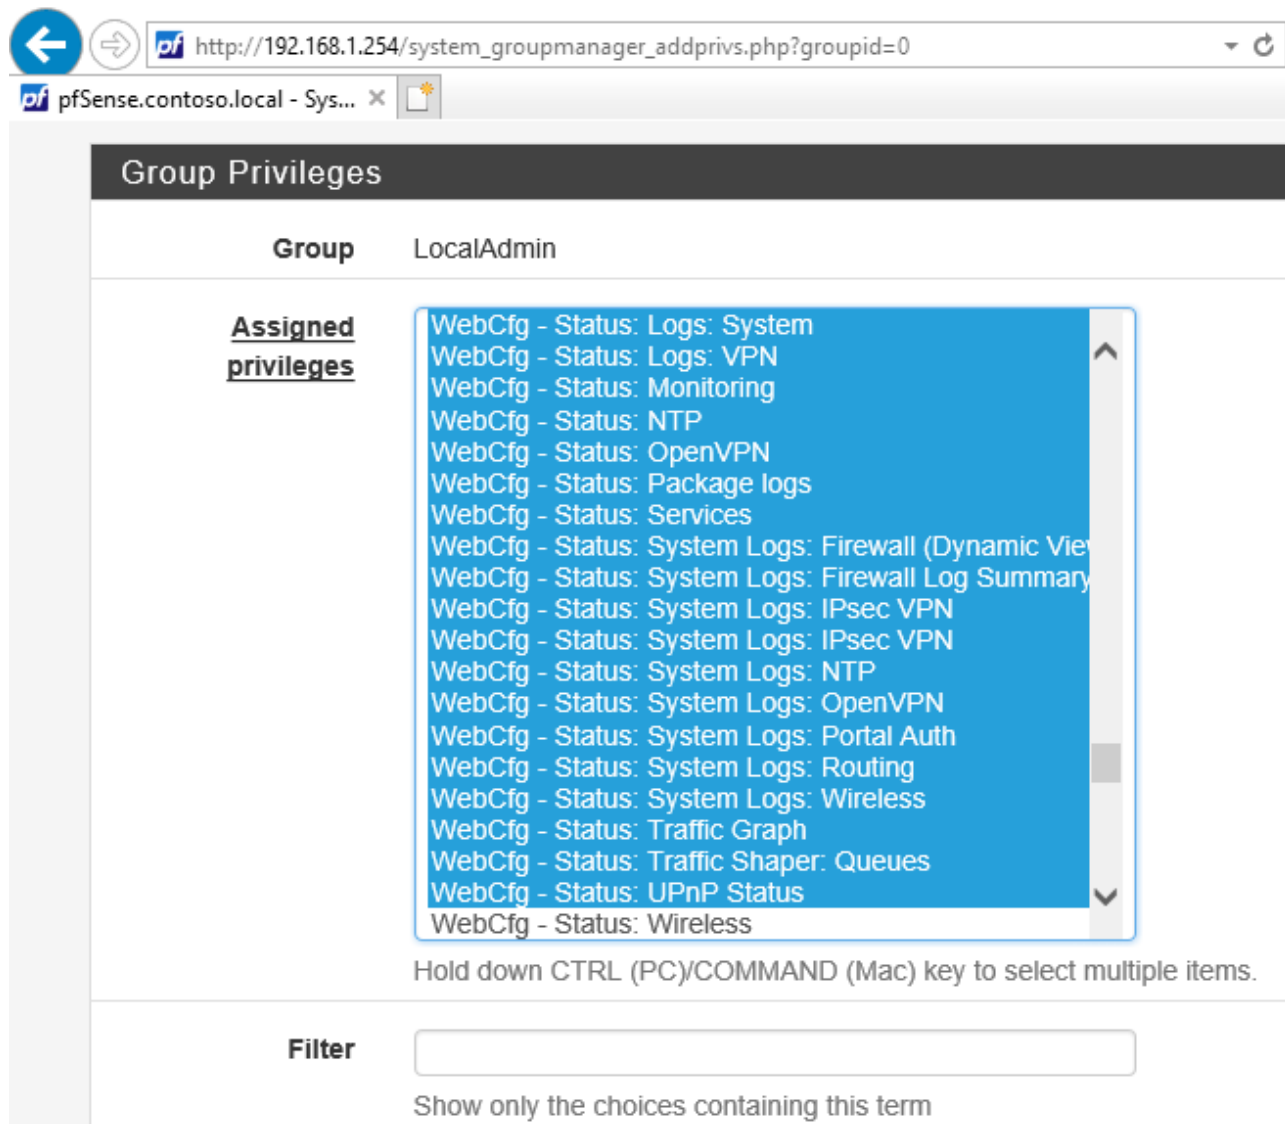 pf http://192.168.1.254/system_groupmanager_addprivs.php?groupid=0
pf pfSense.contoso.local - Sys...
Group Privileges
Group LocalAdmin
Assigned privileges
WebCfg - Status: Logs: System
WebCfg - Status: Logs: VPN
WebCfg - Status: Monitoring
WebCfg - Status: NTP
WebCfg - Status: OpenVPN
WebCfg - Status: Package logs
WebCfg - Status: Services
WebCfg - Status: System Logs: Firewall (Dynamic Vie
WebCfg - Status: System Logs: Firewall Log Summary
WebCfg - Status: System Logs: IPsec VPN
WebCfg - Status: System Logs: IPsec VPN
WebCfg - Status: System Logs: NTP
WebCfg - Status: System Logs: OpenVPN
WebCfg - Status: System Logs: Portal Auth
WebCfg - Status: System Logs: Routing
WebCfg - Status: System Logs: Wireless
WebCfg - Status: Traffic Graph
WebCfg - Status: Traffic Shaper: Queues
WebCfg - Status: UPnP Status
WebCfg - Status: Wireless
Hold down CTRL (PC)/COMMAND (Mac) key to select multiple items.
Filter
Show only the choices containing this term